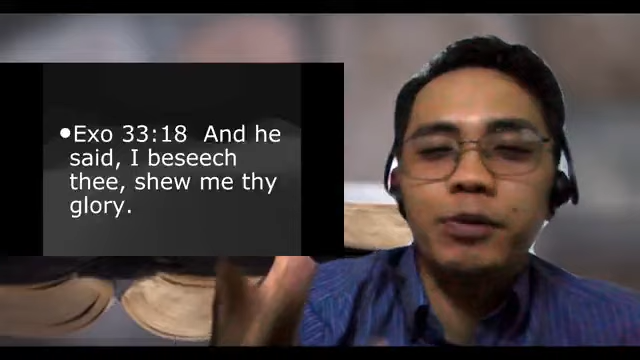 •Exo 33:18  And he
said, I beseech
thee, shew me thy
glory.